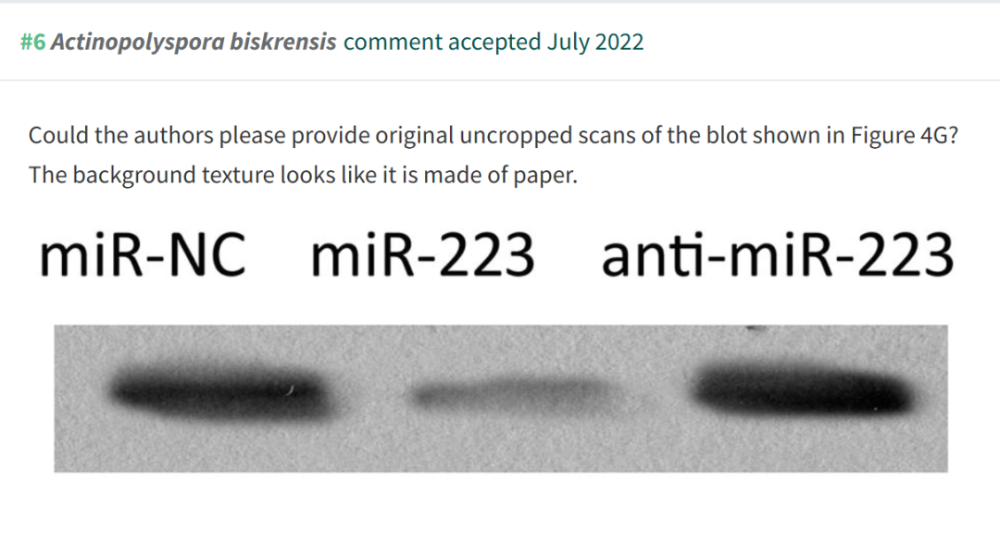 #6 Actinopolyspora biskrensis comment accepted July 2022
Could the authors please provide original uncropped scans of the blot shown in Figure 4G?
The background texture looks like it is made of paper.
miR-NC miR-223 anti-miR-223